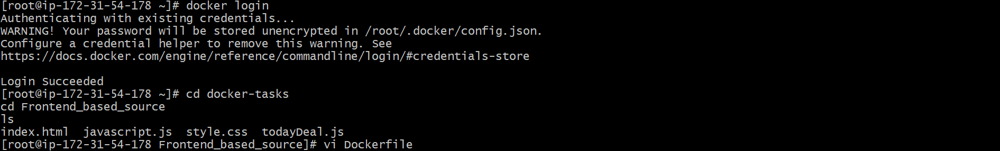 [root@ip-172-31-54-178 ~]# docker login
Authenticating with existing credentials...
WARNING! Your password will be stored unencrypted in /root/.docker/config.json.
Configure a credential helper to remove this warning. See
https://docs.docker.com/engine/reference/commandline/login/#credentials-store

Login Succeeded
[root@ip-172-31-54-178 ~]# cd docker-tasks
cd Frontend_based_source
ls
index.html  javascript.js  style.css  todayDeal.js
[root@ip-172-31-54-178 Frontend_based_source]# vi Dockerfile